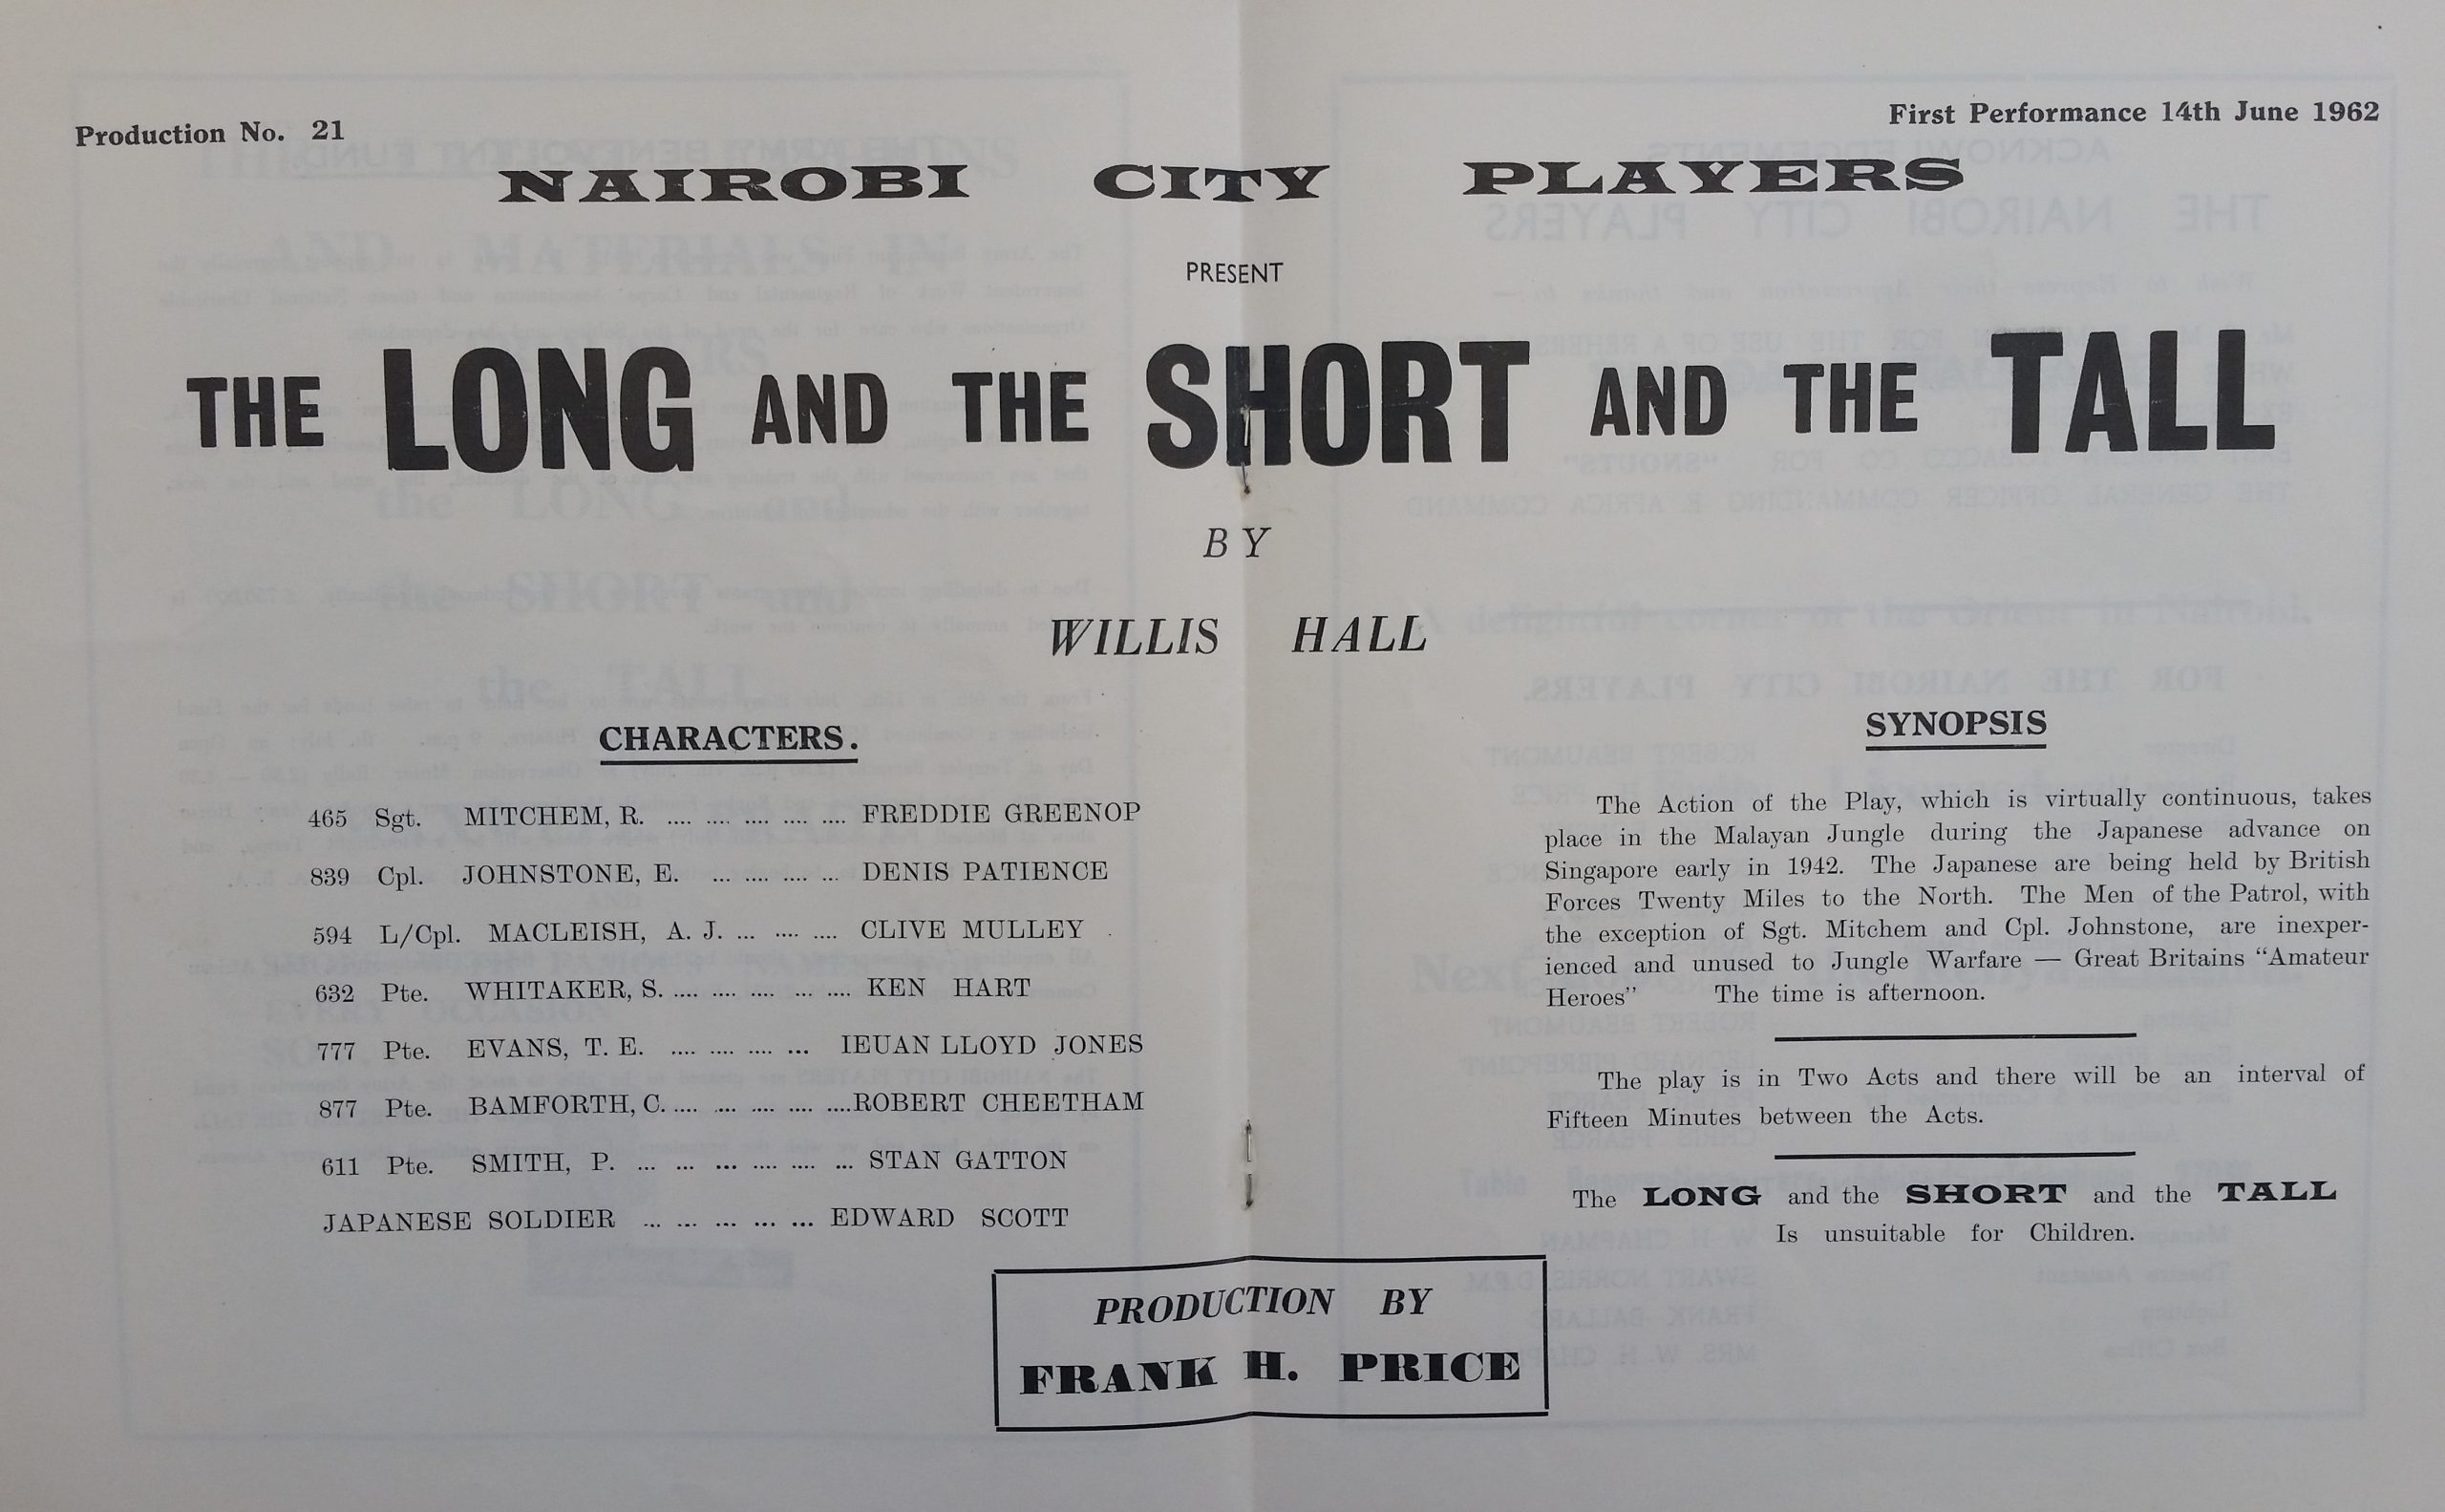 Production No. 21
First Performance 14th June 1962
NAIROBI CITY PLAYERS
PRESENT
THE LONG AND THE SHORT AND THE TALL
BY
WILLIS HALL
CHARACTERS.
465 Sgt. MITCHEM, R. .... .... .... .... .... FREDDIE GREENOP
839 Cpl. JOHNSTONE, E. ... .... .... ... DENIS PATIENCE
594 L/Cpl. MACLEISH, A. J. ... .... .... CLIVE MULLEY
632 Pte. WHITAKER, S. .... .... .... ... .... KEN HART
777 Pte. EVANS, T. E. .... .... .... ... IEUAN LLOYD JONES
877 Pte. BAMFORTH, C. .... .... .... .... .... ROBERT CHEETHAM
611 Pte. SMITH, P. ... ... ... .... .... ... STAN GATTON
JAPANESE SOLDIER ... ... ... ... ... EDWARD SCOTT
SYNOPSIS
The Action of the Play, which is virtually continuous, takes
place in the Malayan Jungle during the Japanese advance on
Singapore early in 1942. The Japanese are being held by British
Forces Twenty Miles to the North. The Men of the Patrol, with
the exception of Sgt. Mitchem and Cpl. Johnstone, are inexper-
ienced and unused to Jungle Warfare — Great Britains "Amateur
Heroes" The time is afternoon.
The play is in Two Acts and there will be an interval of
Fifteen Minutes between the Acts.
The LONG and the SHORT and the TALL
Is unsuitable for Children.
PRODUCTION BY
FRANK H. PRICE